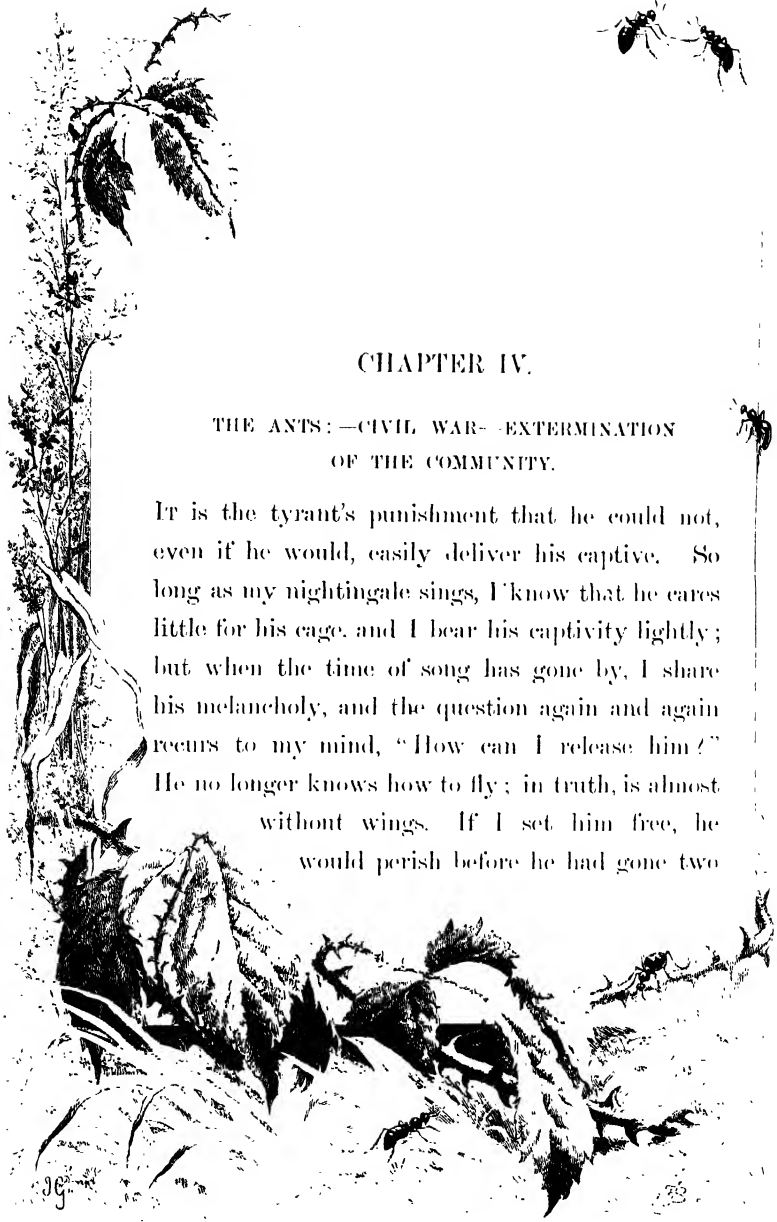 CHAPTER IV.
THE ANTS:—CIVIL WAR—EXTERMINATION
OF THE COMMUNITY.
IT is the tyrant's punishment that he could not,
even if he would, easily deliver his captive. So
long as my nightingale sings, I know that he cares
little for his cage, and I bear his captivity lightly;
but when the time of song has gone by, I share
his melancholy, and the question again and again
recurs to my mind, "How can I release him?"
He no longer knows how to fly; in truth, is almost
without wings. If I set him free, he
would perish before he had gone two
JG